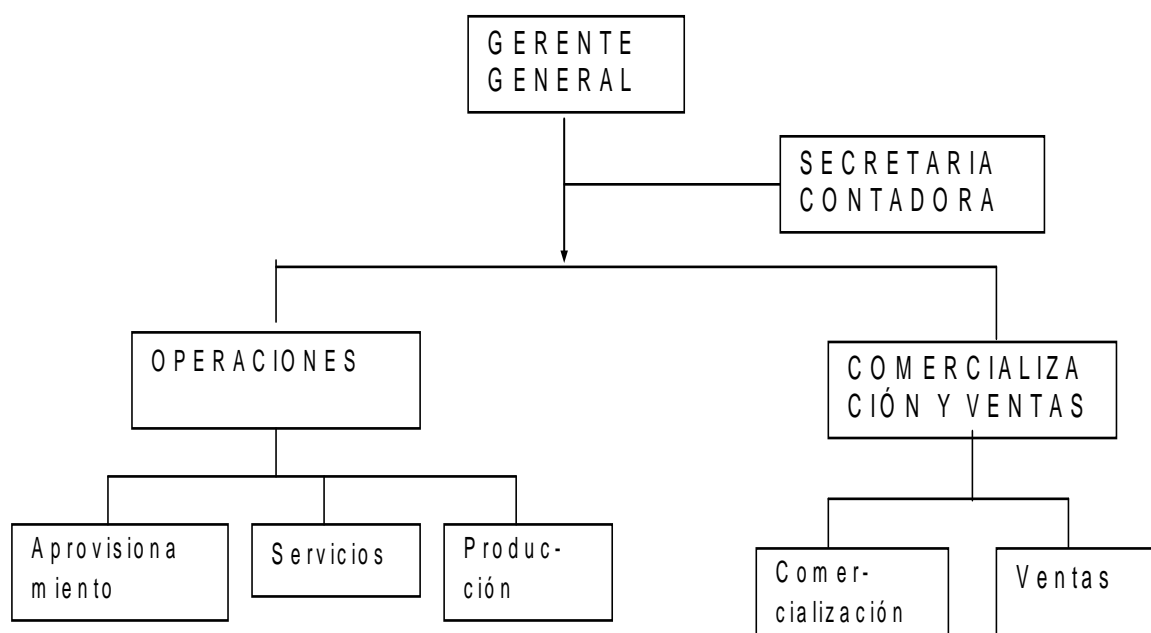 GERENTE
GENERAL
SECRETARIA
CONTADORA
OPERACIONES
COMERCIALIZA
CIÓN Y VENTAS
Aprovisiona
miento
Servicios
Produc-
ción
Comer-
cialización
Ventas